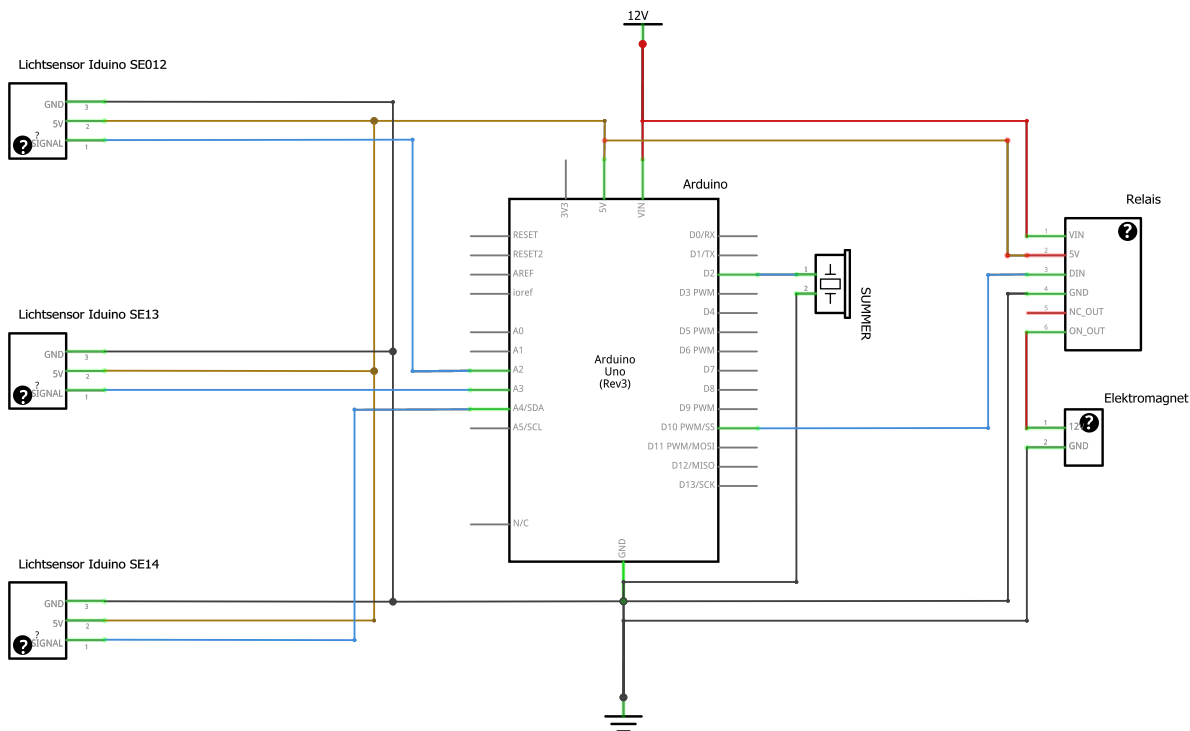 12V
Lichtsensor Iduino SE012
GND
3
5V
2
?
SIGNAL
1
?
Lichtsensor Iduino SE13
GND
3
5V
2
?
SIGNAL
1
?
Lichtsensor Iduino SE14
GND
3
5V
2
?
SIGNAL
1
?
Arduino
3V3
5V
VIN
RESET
RESET2
AREF
ioref
A0
A1
A2
A3
A4/SDA
A5/SCL
N/C
Arduino
Uno
(Rev3)
D0/RX
D1/TX
D2
D3 PWM
D4
D5 PWM
D6 PWM
D7
D8
D9 PWM
D10 PWM/SS
D11 PWM/MOSI
D12/MISO
D13/SCK
GND
1
2
SUMMER
Relais
?
1 VIN
2 5V
3 DIN
4 GND
5 NC_OUT
6 ON_OUT
Elektromagnet
?
1
2 GND